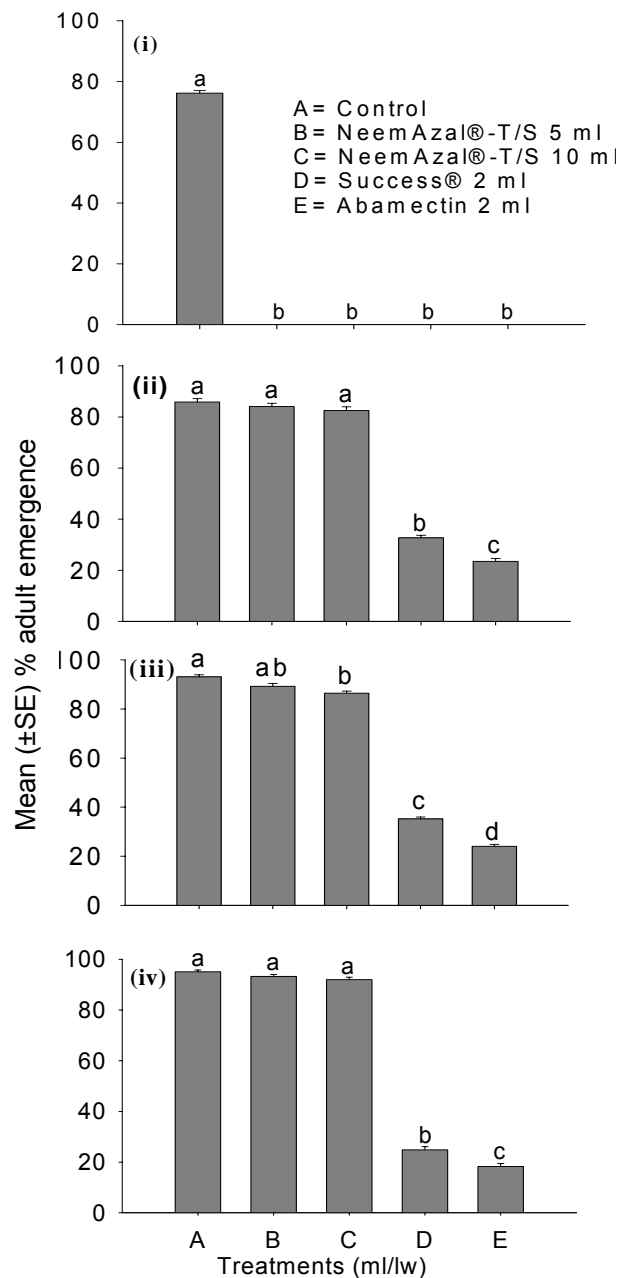 Mean (±SE) % adult emergence
100
(i)
80
60
40
20
0
a
b b b b
A= Control
B= NeemAzal®-T/S 5 ml
C= NeemAzal®-T/S 10 ml
D= Success® 2 ml
E= Abamectin 2 ml
100
(ii)
80
60
40
20
0
a a a b c
100
(iii)
80
60
40
20
0
a ab b c d
100
(iv)
80
60
40
20
0
a a a b c
A B C D E
Treatments (ml/lw)